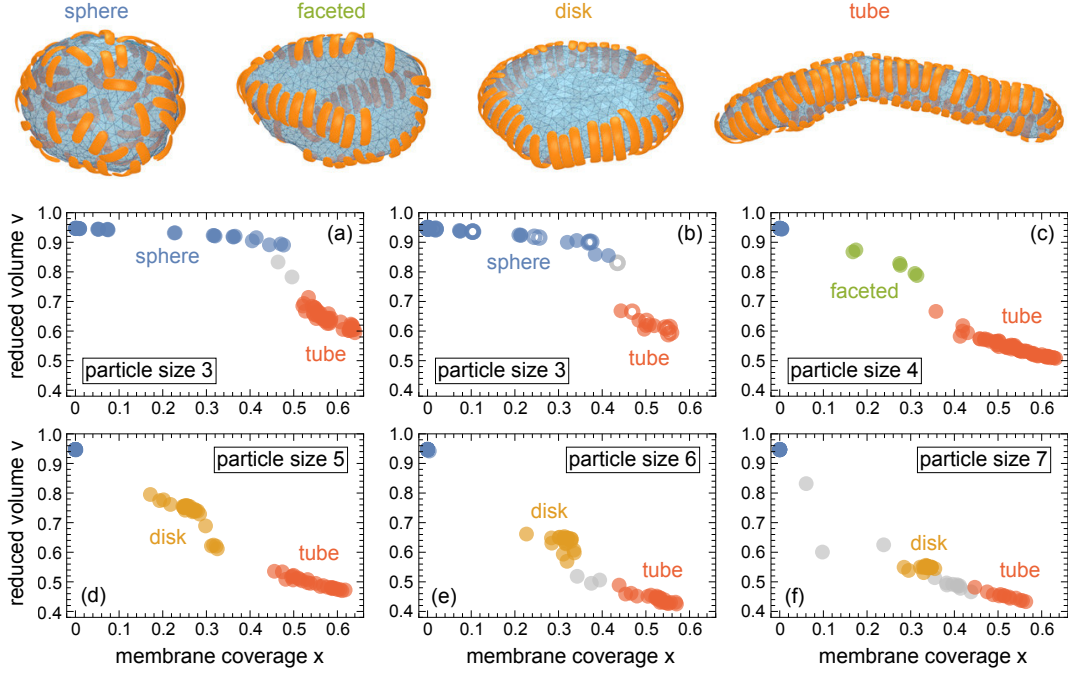 sphere faceted disk tube
1.0 0.9 0.8 0.7 0.6 0.5 0.4
reduced volume v
(a)
sphere
tube
particle size 3
0 0.1 0.2 0.3 0.4 0.5 0.6
1.0 0.9 0.8 0.7 0.6 0.5 0.4
(b)
sphere
tube
particle size 3
0 0.1 0.2 0.3 0.4 0.5 0.6
1.0 0.9 0.8 0.7 0.6 0.5 0.4
(c)
faceted
tube
particle size 4
0 0.1 0.2 0.3 0.4 0.5 0.6
1.0 0.9 0.8 0.7 0.6 0.5 0.4
reduced volume v
particle size 5
disk
tube
(d)
0 0.1 0.2 0.3 0.4 0.5 0.6
membrane coverage x
1.0 0.9 0.8 0.7 0.6 0.5 0.4
particle size 6
disk
tube
(e)
0 0.1 0.2 0.3 0.4 0.5 0.6
membrane coverage x
1.0 0.9 0.8 0.7 0.6 0.5 0.4
particle size 7
disk
tube
(f)
0 0.1 0.2 0.3 0.4 0.5 0.6
membrane coverage x